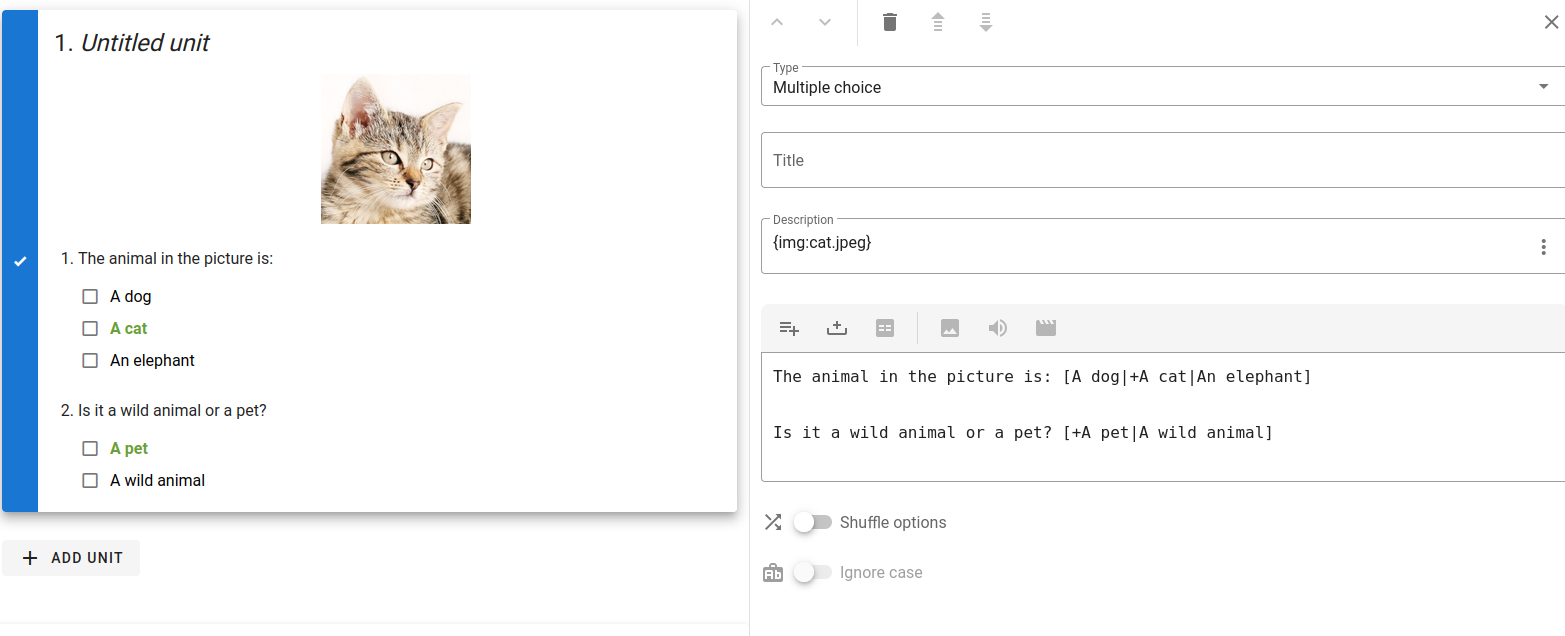 1. Untitled unit
1. The animal in the picture is:
A dog
A cat
An elephant
2. Is it a wild animal or a pet?
A pet
A wild animal
+ ADD UNIT
Type
Multiple choice
Title
Description
{img:cat.jpeg}
The animal in the picture is: [A dog|+A cat|An elephant]
Is it a wild animal or a pet? [+A pet|A wild animal]
Shuffle options
Ab Ignore case